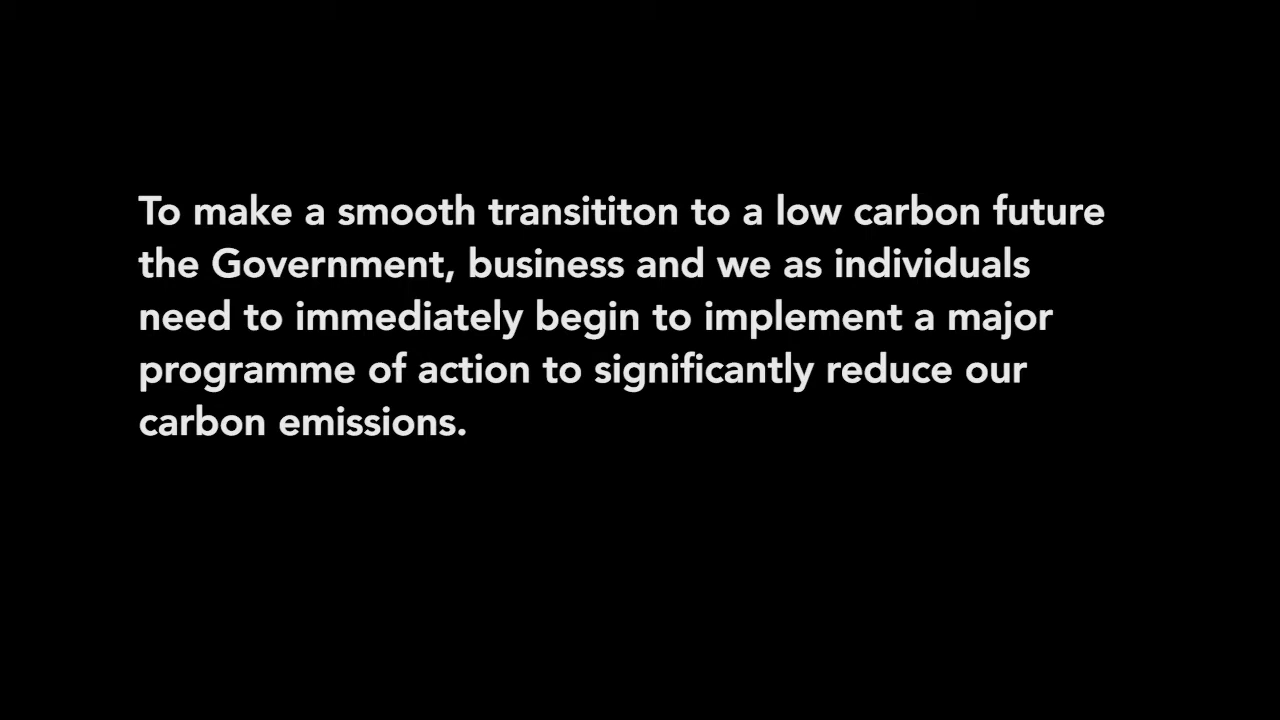 To make a smooth transititon to a low carbon future
the Government, business and we as individuals
need to immediately begin to implement a major
programme of action to significantly reduce our
carbon emissions.